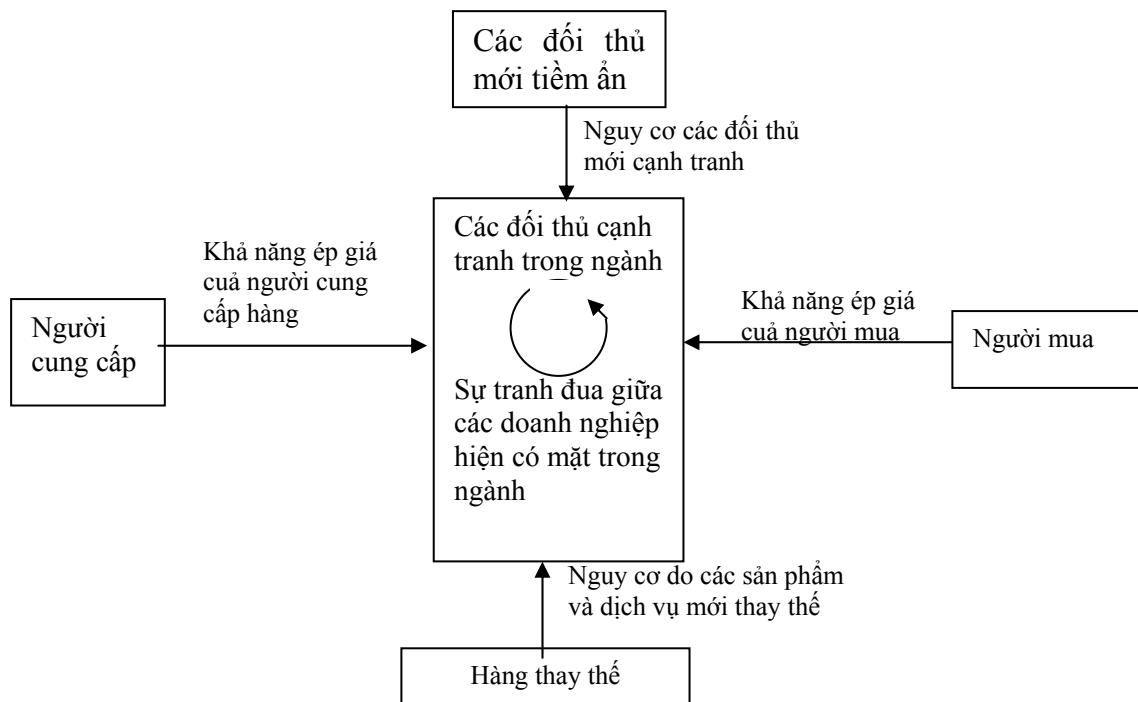 Các đối thủ
mới tiềm ẩn
Nguy cơ các đối thủ
mới cạnh tranh
Các đối thủ cạnh
tranh trong ngành
Khả năng ép giá
cuả người cung
cấp hàng
Khả năng ép giá
cuả người mua
Người
cung cấp
Người mua
Sự tranh đua giữa
các doanh nghiệp
hiện có mặt trong
ngành
Nguy cơ do các sản phẩm
và dịch vụ mới thay thế
Hàng thay thế